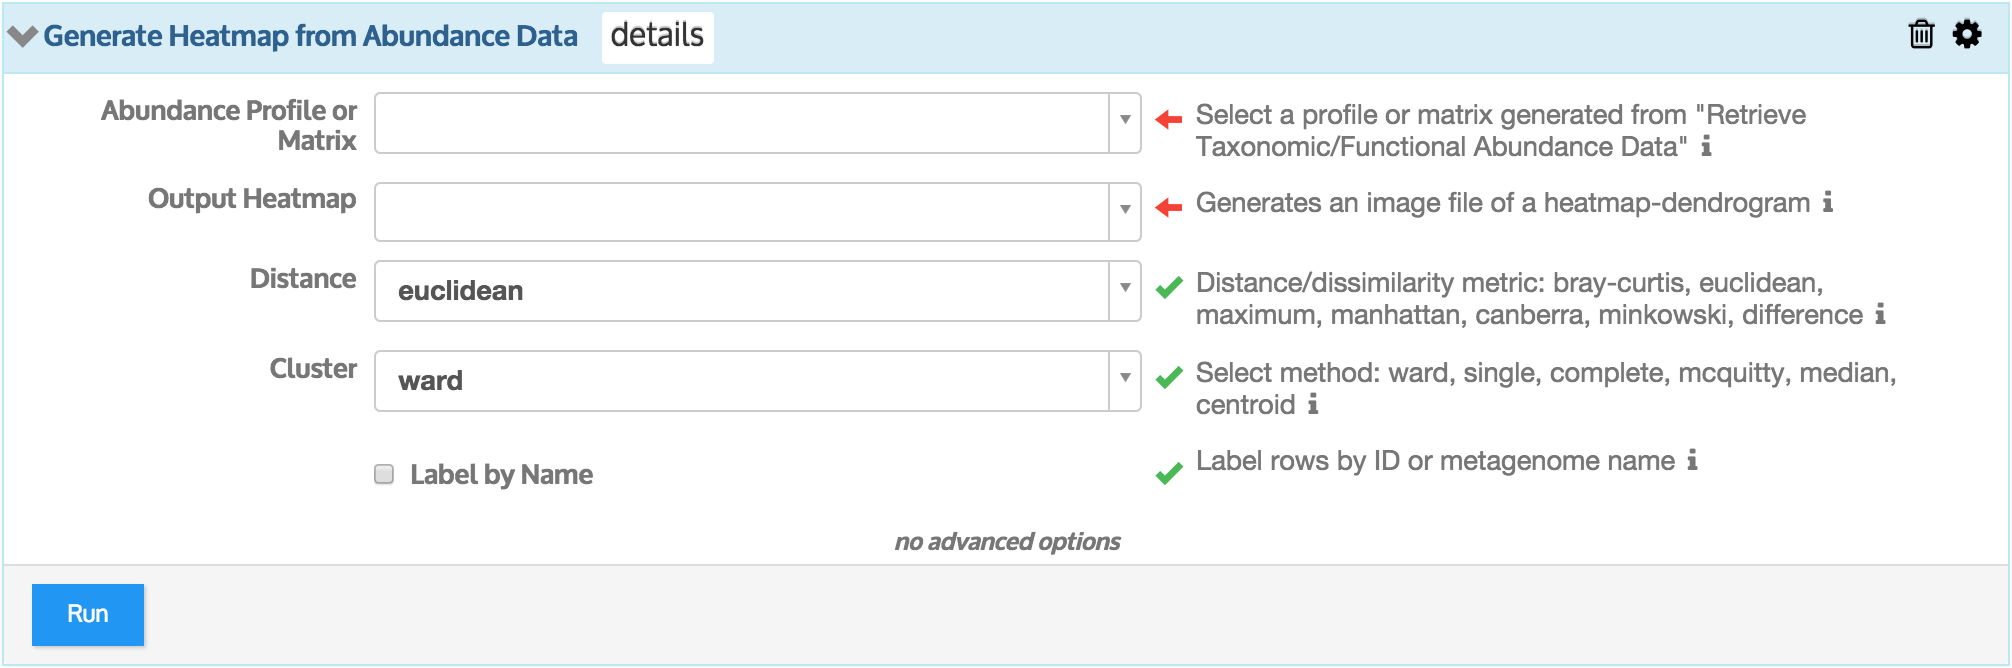 Generate Heatmap from Abundance Data details
Abundance Profile or
Matrix
Select a profile or matrix generated from "Retrieve
Taxonomic/Functional Abundance Data"
Output Heatmap
Generates an image file of a heatmap-dendrogram
Distance
euclidean
Distance/dissimilarity metric: bray-curtis, euclidean,
maximum, manhattan, canberra, minkowski, difference
Cluster
ward
Select method: ward, single, complete, mcquitty, median,
centroid
Label by Name
Label rows by ID or metagenome name
no advanced options
Run